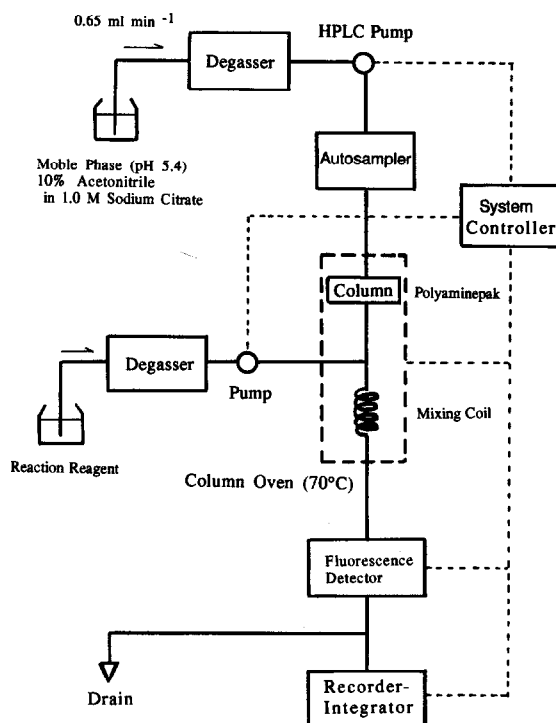 0.65 ml min -1
HPLC Pump
Degasser
Moble Phase (pH 5.4)
10% Acetonitrile
in 1.0 M Sodium Citrate
Autosampler
System
Controller
Column
Polyaminepak
Degasser
Pump
Mixing Coil
Reaction Reagent
Column Oven (70°C)
Fluorescence
Detector
Drain
Recorder-
Integrator